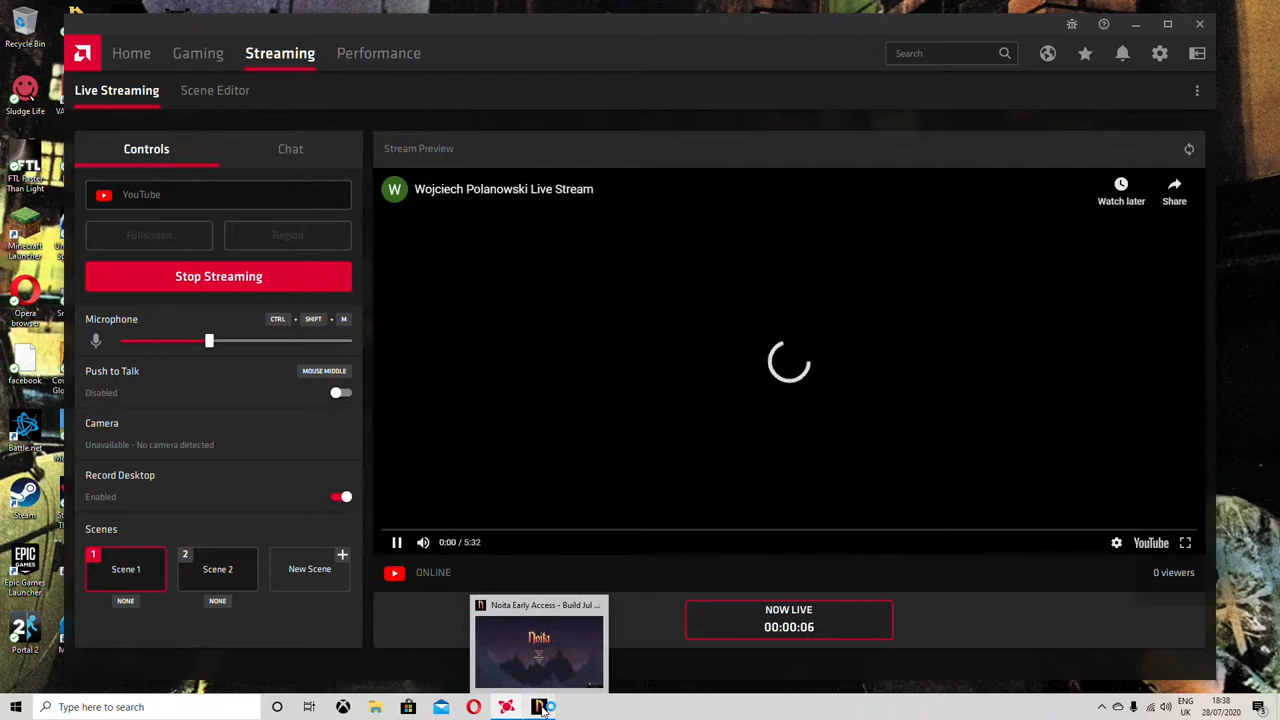 Recycle Bin
Sludge Life
FTL Faster
Than Light
Minecraft
Launcher
Opera
browser
facebook
Battle.net
Steam
Epic Games
Launcher
Portal 2
Home
Gaming
Streaming
Performance
Search
Live Streaming
Scene Editor
Controls
Chat
YouTube
Fullscreen
Region
Stop Streaming
Microphone
CTRL + SHIFT + M
Push to Talk
MOUSE MIDDLE
Disabled
Camera
Unavailable - No camera detected
Record Desktop
Enabled
Scenes
1
Scene 1
NONE
2
Scene 2
NONE
New Scene
Stream Preview
W
Wojciech Polanowski Live Stream
Watch later
Share
0:00 / 5:32
YouTube
ONLINE
0 viewers
NOW LIVE
00:00:06
Noita Early Access - Build Jul ...
Noita
Type here to search
ENG
UK
18:38
28/07/2020
3